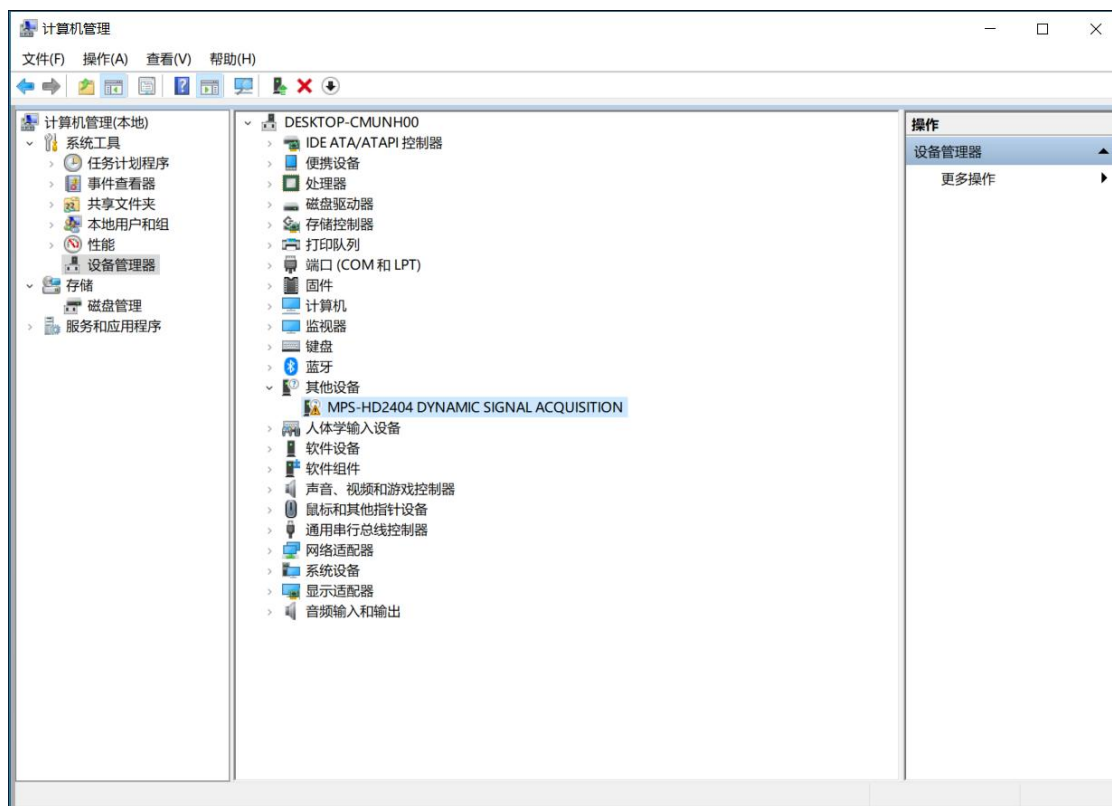 计算机管理
文件(F) 操作(A) 查看(V) 帮助(H)
计算机管理(本地)
系统工具
任务计划程序
事件查看器
共享文件夹
本地用户和组
性能
设备管理器
存储
磁盘管理
服务和应用程序
DESKTOP-CMUNH00
IDE ATA/ATAPI 控制器
便携设备
处理器
磁盘驱动器
存储控制器
打印队列
端口 (COM 和 LPT)
固件
计算机
监视器
键盘
蓝牙
其他设备
MPS-HD2404 DYNAMIC SIGNAL ACQUISITION
人体学输入设备
软件设备
软件组件
声音、视频和游戏控制器
鼠标和其他指针设备
通用串行总线控制器
网络适配器
系统设备
显示适配器
音频输入和输出
操作
设备管理器
更多操作